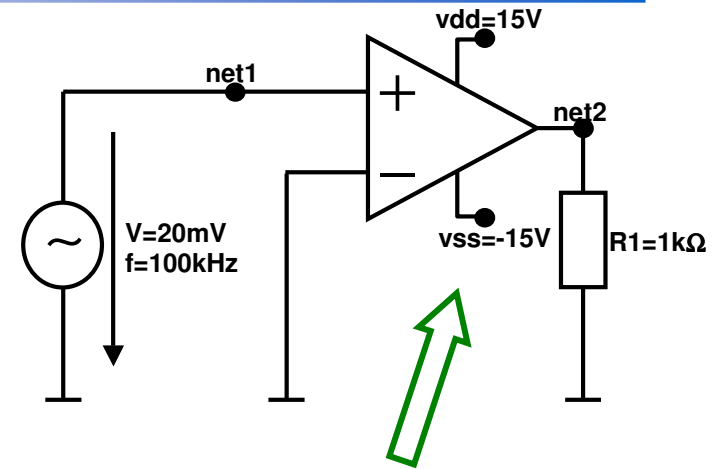 vdd=15V
net1
+
net2
−
~
V=20mV
f=100kHz
vss=-15V
R1=1kΩ